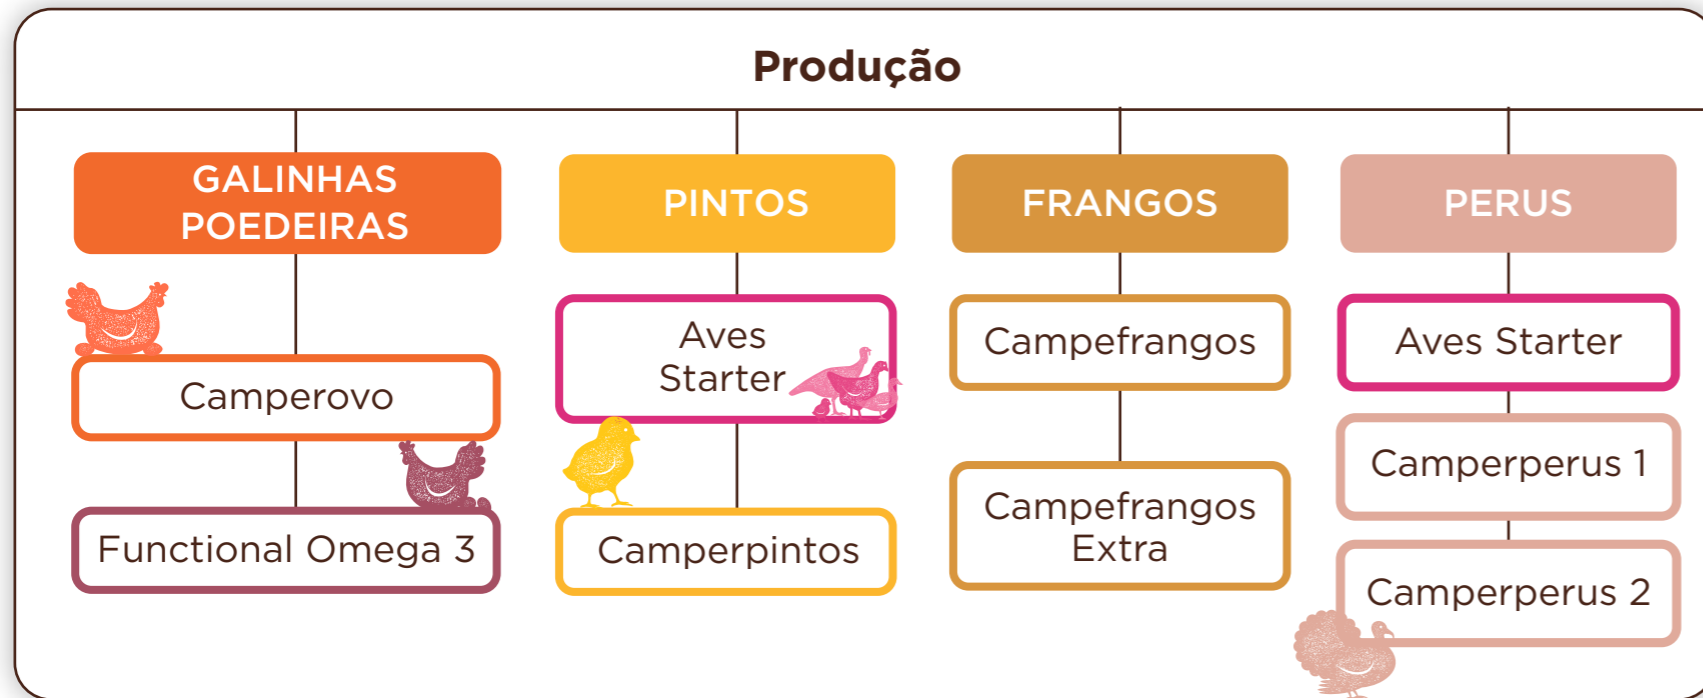 Produção
GALINHAS
POEDEIRAS
Camperovo
Functional Omega 3
PINTOS
Aves
Starter
Camperpintos
FRANGOS
Campefrangos
Campefrangos
Extra
PERUS
Aves Starter
Camperperus 1
Camperperus 2